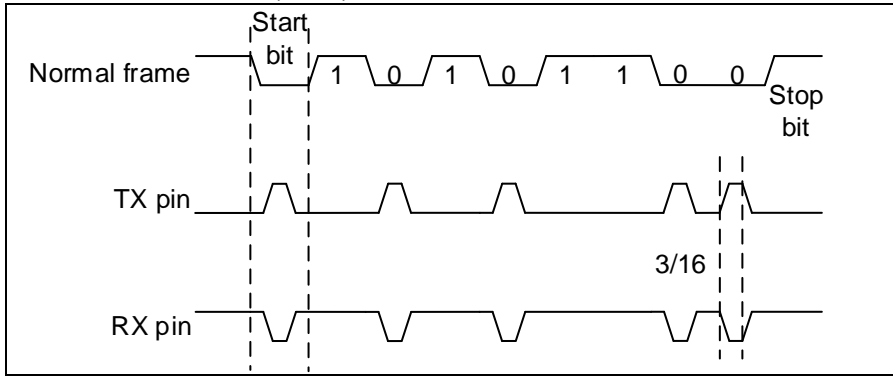 Start
bit
Normal frame
1 0 1 0 1 1 0 0
Stop
bit
TX pin
3/16
RX pin